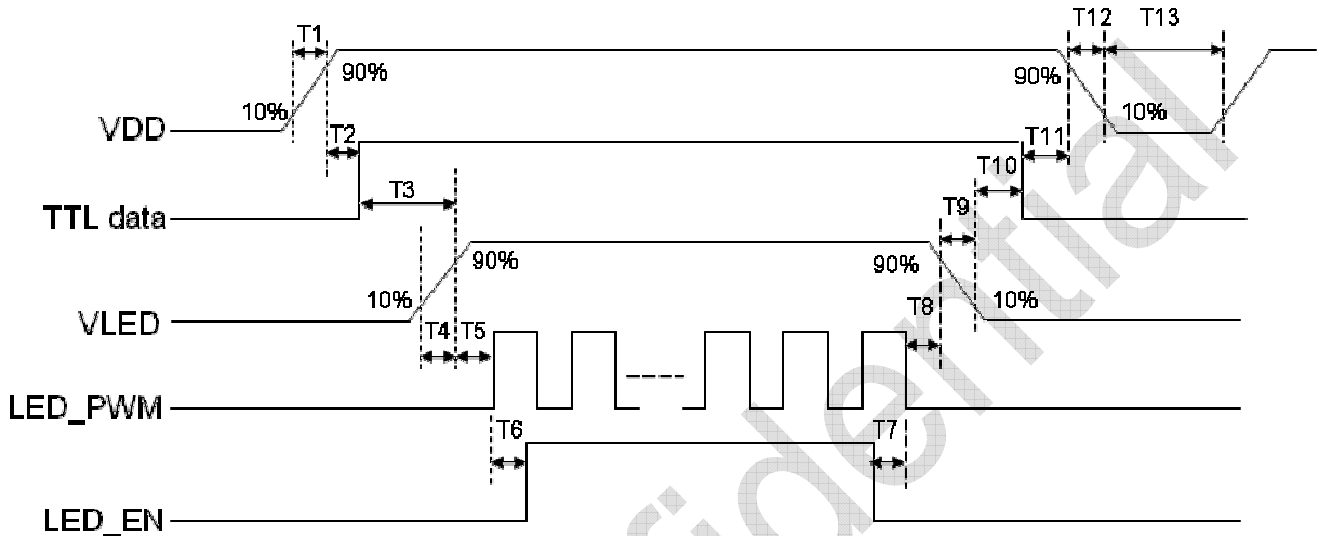 T1
T12
T13
90%
90%
10%
10%
VDD
T2
T11
T10
T3
T9
TTL data
90%
90%
10%
10%
T8
VLED
T4
T5
LED_PWM
T6
T7
LED_EN